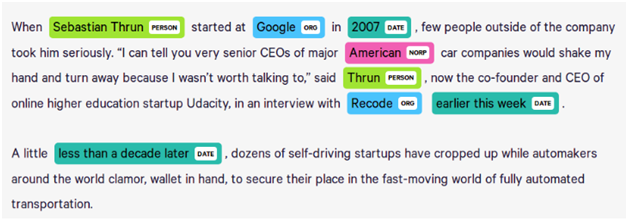 When Sebastian Thrun PERSON started at Google ORG in 2007 DATE , few people outside of the company
took him seriously. “I can tell you very senior CEOs of major American NORP car companies would shake my
hand and turn away because I wasn’t worth talking to,” said Thrun PERSON , now the co-founder and CEO of
online higher education startup Udacity, in an interview with Recode ORG earlier this week DATE .
A little less than a decade later DATE , dozens of self-driving startups have cropped up while automakers
around the world clamor, wallet in hand, to secure their place in the fast-moving world of fully automated
transportation.